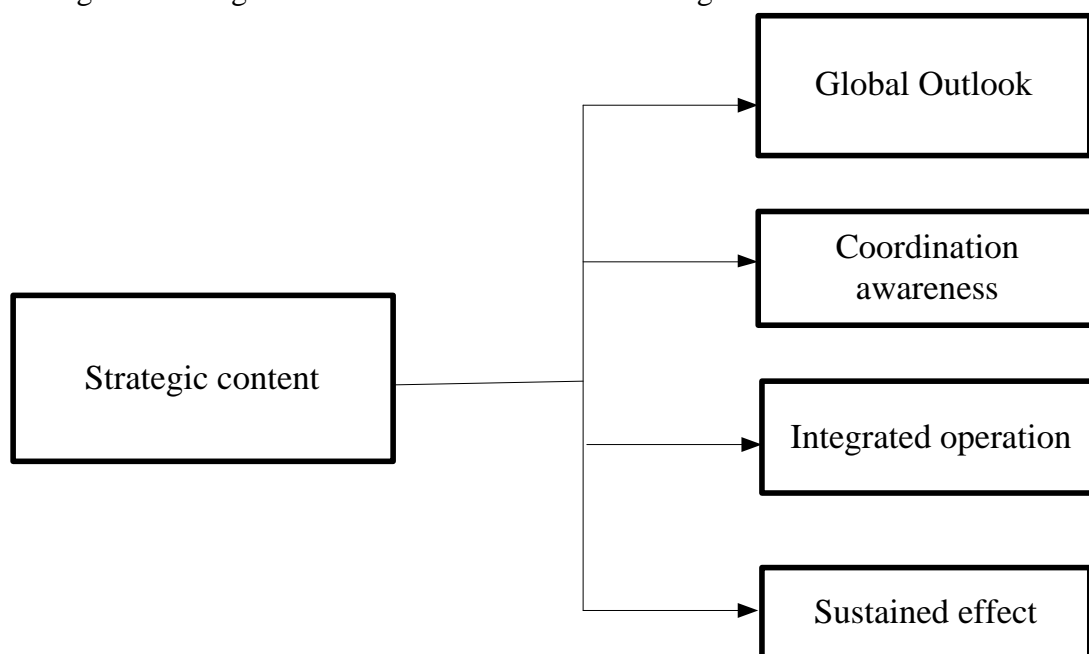 Global Outlook
Coordination
awareness
Strategic content
Integrated operation
Sustained effect